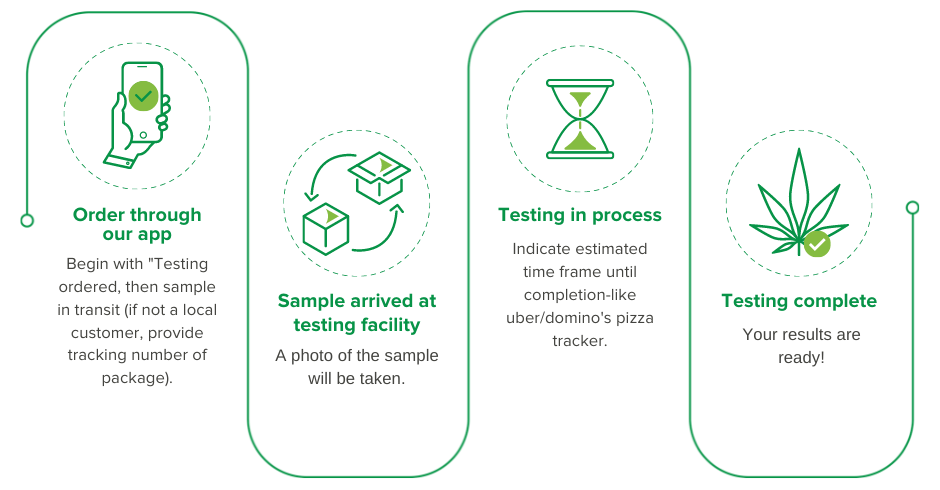 Order through
our app
Begin with "Testing
ordered, then sample
in transit (if not a local
customer, provide
tracking number of
package).
Sample arrived at
testing facility
A photo of the sample
will be taken.
Testing in process
Indicate estimated
time frame until
completion-like
uber/domino's pizza
tracker.
Testing complete
Your results are
ready!